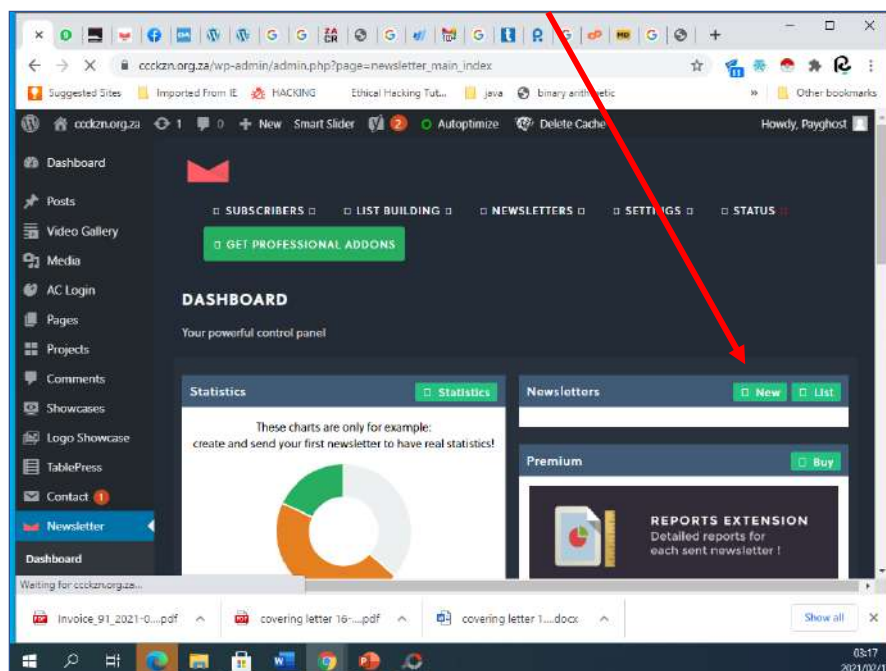 ZA
CR
MD
ccckzn.org.za/wp-admin/admin.php?page=newsletter_main_index
11
Suggested Sites Imported From IE HACKING Ethical Hacking Tut... java binary arithmetic » Other bookmarks
ccckzn.org.za 1 0 + New Smart Slider 2 Autoptimize Delete Cache Howdy, Payghost
Dashboard
Posts
Video Gallery
Media
AC Login
Pages
Projects
Comments
Showcases
Logo Showcase
TablePress
Contact 1
Newsletter
Dashboard
SUBSCRIBERS LIST BUILDING NEWSLETTERS SETTINGS STATUS
GET PROFESSIONAL ADDONS
DASHBOARD
Your powerful control panel
Statistics Statistics
These charts are only for example:
create and send your first newsletter to have real statistics!
Newsletters New List
Premium Buy
REPORTS EXTENSION
Detailed reports for
each sent newsletter !
Waiting for ccckzn.org.za...
Invoice_91_2021-0....pdf covering letter 16-....pdf covering letter 1....docx Show all
03:17